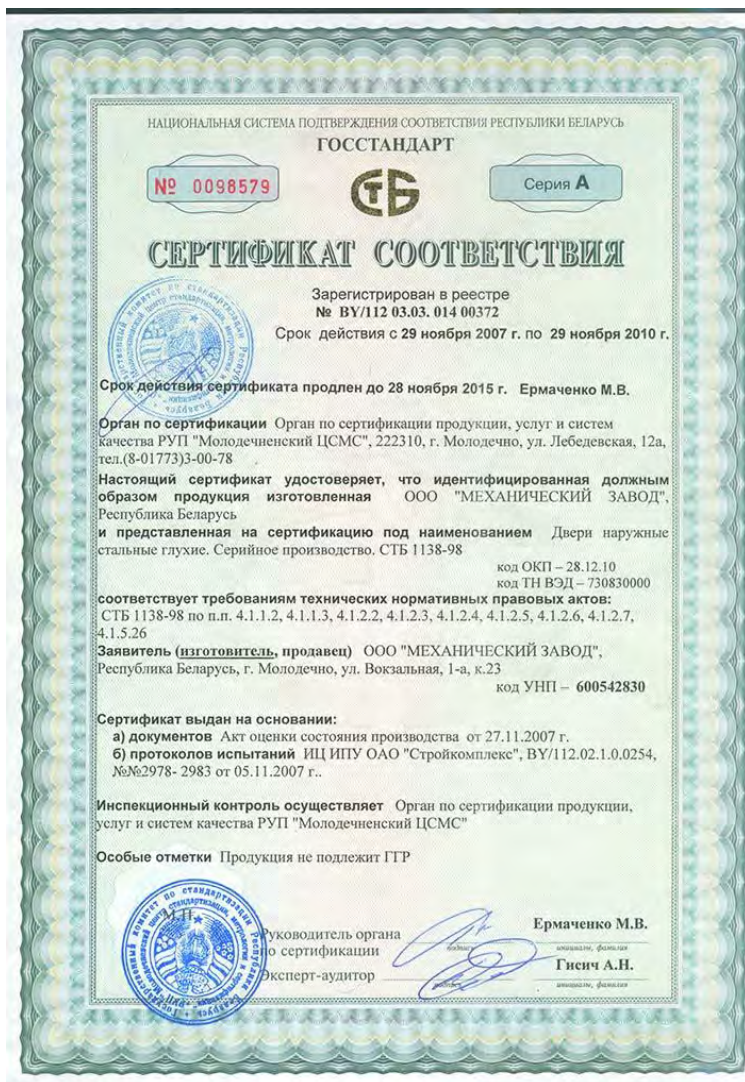 НАЦИОНАЛЬНАЯ СИСТЕМА ПОДТВЕРЖДЕНИЯ СООТВЕТСТВИЯ РЕСПУБЛИКИ БЕЛАРУСЬ
ГОССТАНДАРТ
№ 0098579
СТБ
Серия А
СЕРТИФИКАТ СООТВЕТСТВИЯ
Зарегистрирован в реестре
№ BY/112 03.03. 014 00372
Срок действия с 29 ноября 2007 г. по 29 ноября 2010 г.
Срок действия сертификата продлен до 28 ноября 2015 г. Ермаченко М.В.
Орган по сертификации Орган по сертификации продукции, услуг и систем
качества РУП "Молодечненский ЦСМС", 222310, г. Молодечно, ул. Лебедевская, 12а,
тел.(8-01773)3-00-78
Настоящий сертификат удостоверяет, что идентифицированная должным
образом продукция изготовленная ООО "МЕХАНИЧЕСКИЙ ЗАВОД",
Республика Беларусь
и представленная на сертификацию под наименованием Двери наружные
стальные глухие. Серийное производство. СТБ 1138-98
код ОКП – 28.12.10
код ТН ВЭД – 730830000
соответствует требованиям технических нормативных правовых актов:
СТБ 1138-98 по п.п. 4.1.1.2, 4.1.1.3, 4.1.2.2, 4.1.2.3, 4.1.2.4, 4.1.2.5, 4.1.2.6, 4.1.2.7,
4.1.5.26
Заявитель (изготовитель, продавец) ООО "МЕХАНИЧЕСКИЙ ЗАВОД",
Республика Беларусь, г. Молодечно, ул. Вокзальная, 1-а, к.23
код УНП – 600542830
Сертификат выдан на основании:
а) документов Акт оценки состояния производства от 27.11.2007 г.
б) протоколов испытаний ИЦ ИПУ ОАО "Стройкомплекс", BY/112.02.1.0.0254,
№№2978- 2983 от 05.11.2007 г..
Инспекционный контроль осуществляет Орган по сертификации продукции,
услуг и систем качества РУП "Молодечненский ЦСМС"
Особые отметки Продукция не подлежит ГГР
М.П.
Руководитель органа
по сертификации
подпись
Ермаченко М.В.
инициалы, фамилия
Эксперт-аудитор
подпись
Гисич А.Н.
инициалы, фамилия